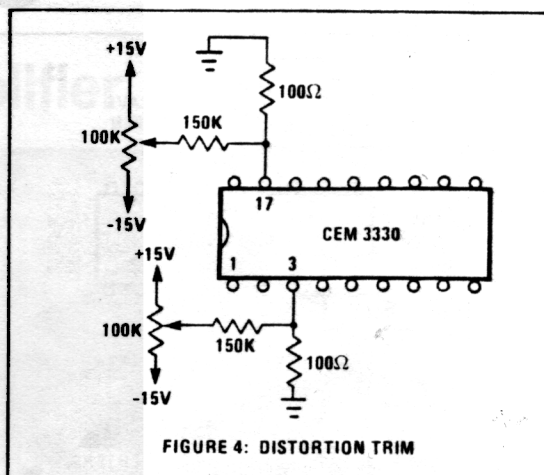 +15V
100Ω
150K
100K
17
-15V
CEM 3330
+15V
1
3
100K
150K
100Ω
-15V
FIGURE 4: DISTORTION TRIM